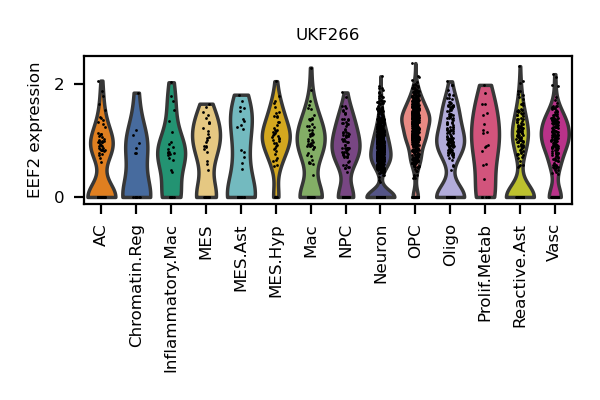 UKF266
EEF2 expression
2
0
AC
Chromatin.Reg
Inflammatory.Mac
MES
MES.Ast
MES.Hyp
Mac
NPC
Neuron
OPC
Oligo
Prolif.Metab
Reactive.Ast
Vasc